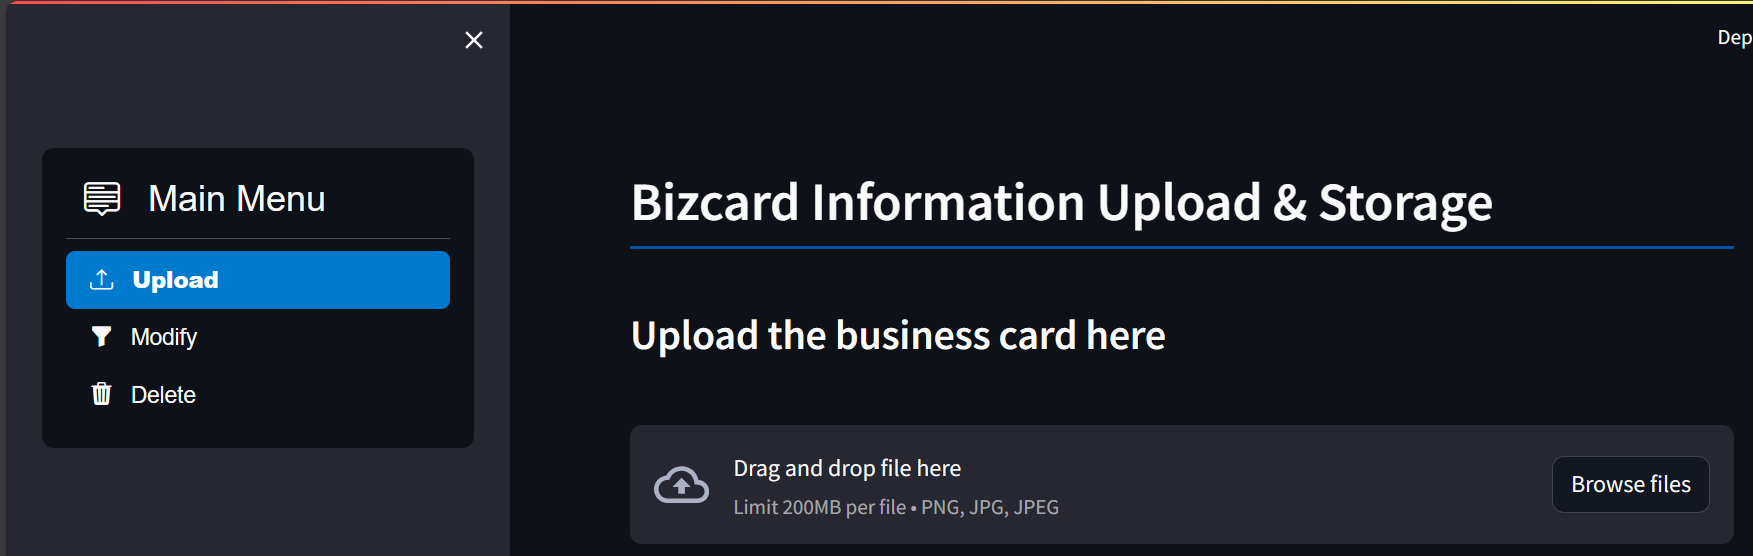 Dep
Main Menu
Upload
Modify
Delete
Bizcard Information Upload & Storage
Upload the business card here
Drag and drop file here
Limit 200MB per file • PNG, JPG, JPEG
Browse files